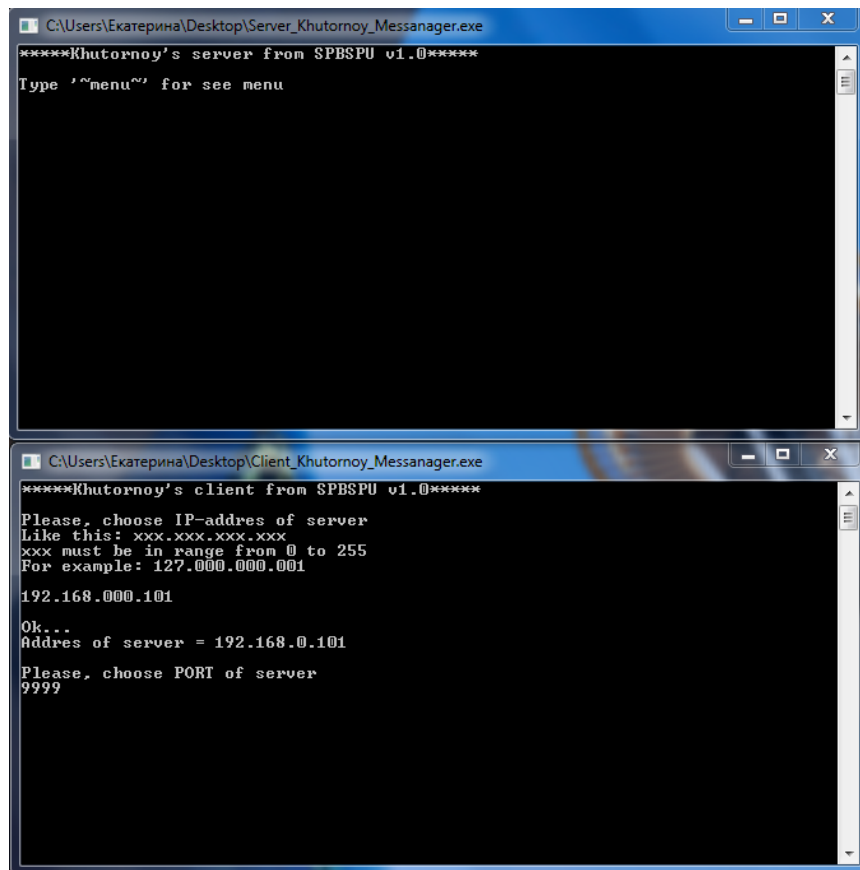 C:\Users\Екатерина\Desktop\Server_Khutornoy_Messanager.exe
*****Khutornoy's server from SPBSPU v1.0*****
Type '~menu~' for see menu
C:\Users\Екатерина\Desktop\Client_Khutornoy_Messanager.exe
*****Khutornoy's client from SPBSPU v1.0*****
Please, choose IP-addres of server
Like this: xxx.xxx.xxx.xxx
xxx must be in range from 0 to 255
For example: 127.000.000.001
192.168.000.101
Ok...
Addres of server = 192.168.0.101
Please, choose PORT of server
9999